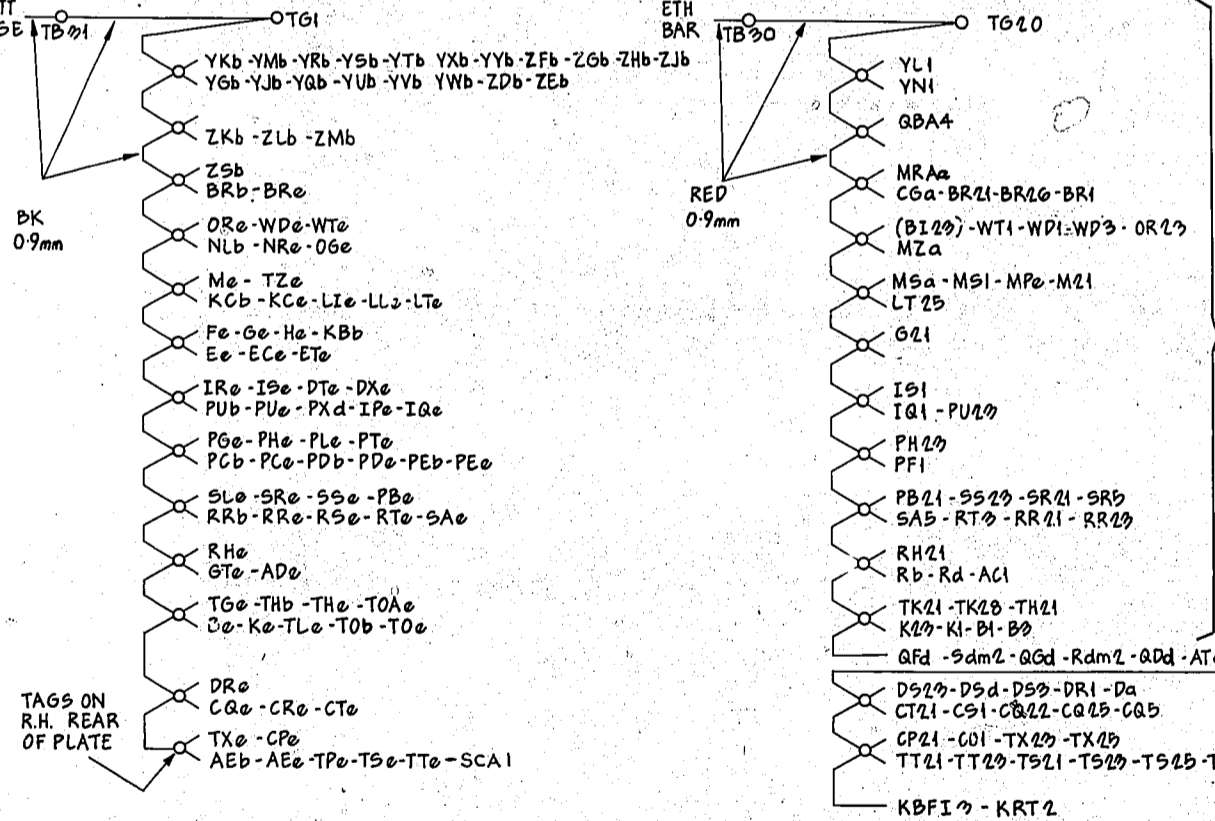 TB31
TG1
YKb -YMb -YRb -YSb -YTb YXb -YYb -ZFb -ZGb -ZHb-ZJb
YGb -YJb -YQb -YUb -YVb YWb -ZDb -ZEb
ZKb -ZLb -ZMb
ZSb
BRb- BRe
BK
0.9mm
ORe -WDe -WTe
NLb -NRe - OGe
Me - TZe
KCb -KCe -LIe -LLz -LTe
Fe -Ge -He -KBb
Ee -ECe -ETe
IRe -ISe -DTe -DXe
PUb -PUe - PXd -IPe -IQe
PGe- PHe -PLe -PTe
PCb -PCe -PDb -PDe -PEb -PEe
SLe -SRe -SSe -PBe
RRb -RRe -RSe -RTe -SAe
RHe
GTe -ADe
TGe -THb -THe -TOAe
Be -Ke -TLe -TOb -TOe
DRe
CQe -CRe -CTe
TAGS ON
R.H. REAR
OF PLATE
TXe -CPe
AEb -AEe -TPe -TSe -TTe -SCA1
ETH
BAR
TB30
TG20
YL1
YN1
QBA4
MRAa
CGa- BR21 -BR26 -BR1
RED
0.9mm
(BI23) -WT1 -WD1 -WD3 - OR23
MZa
MSa - MS1 - MPe - M21
LT25
G21
IS1
IQ1 - PU23
PH23
PF1
PB21 -SS23 -SR21 -SR5
SA5 - RT3 - RR21 - RR23
RH21
Rb - Rd - AC1
TK21 -TK28 -TH21
K23 -K1 -B1 -B3
QFd -Sdm2 -QGd -Rdm2 -QDd
DS23 -DSd -DS3 -DR1 -Da
CT21 -CS1 -CQ22 -CQ25 -CQ5
CP21 -CO1 -TX23 -TX25
TT21 -TT23 -TS21 -TS23 -TS25
KBFI3 - KRT2